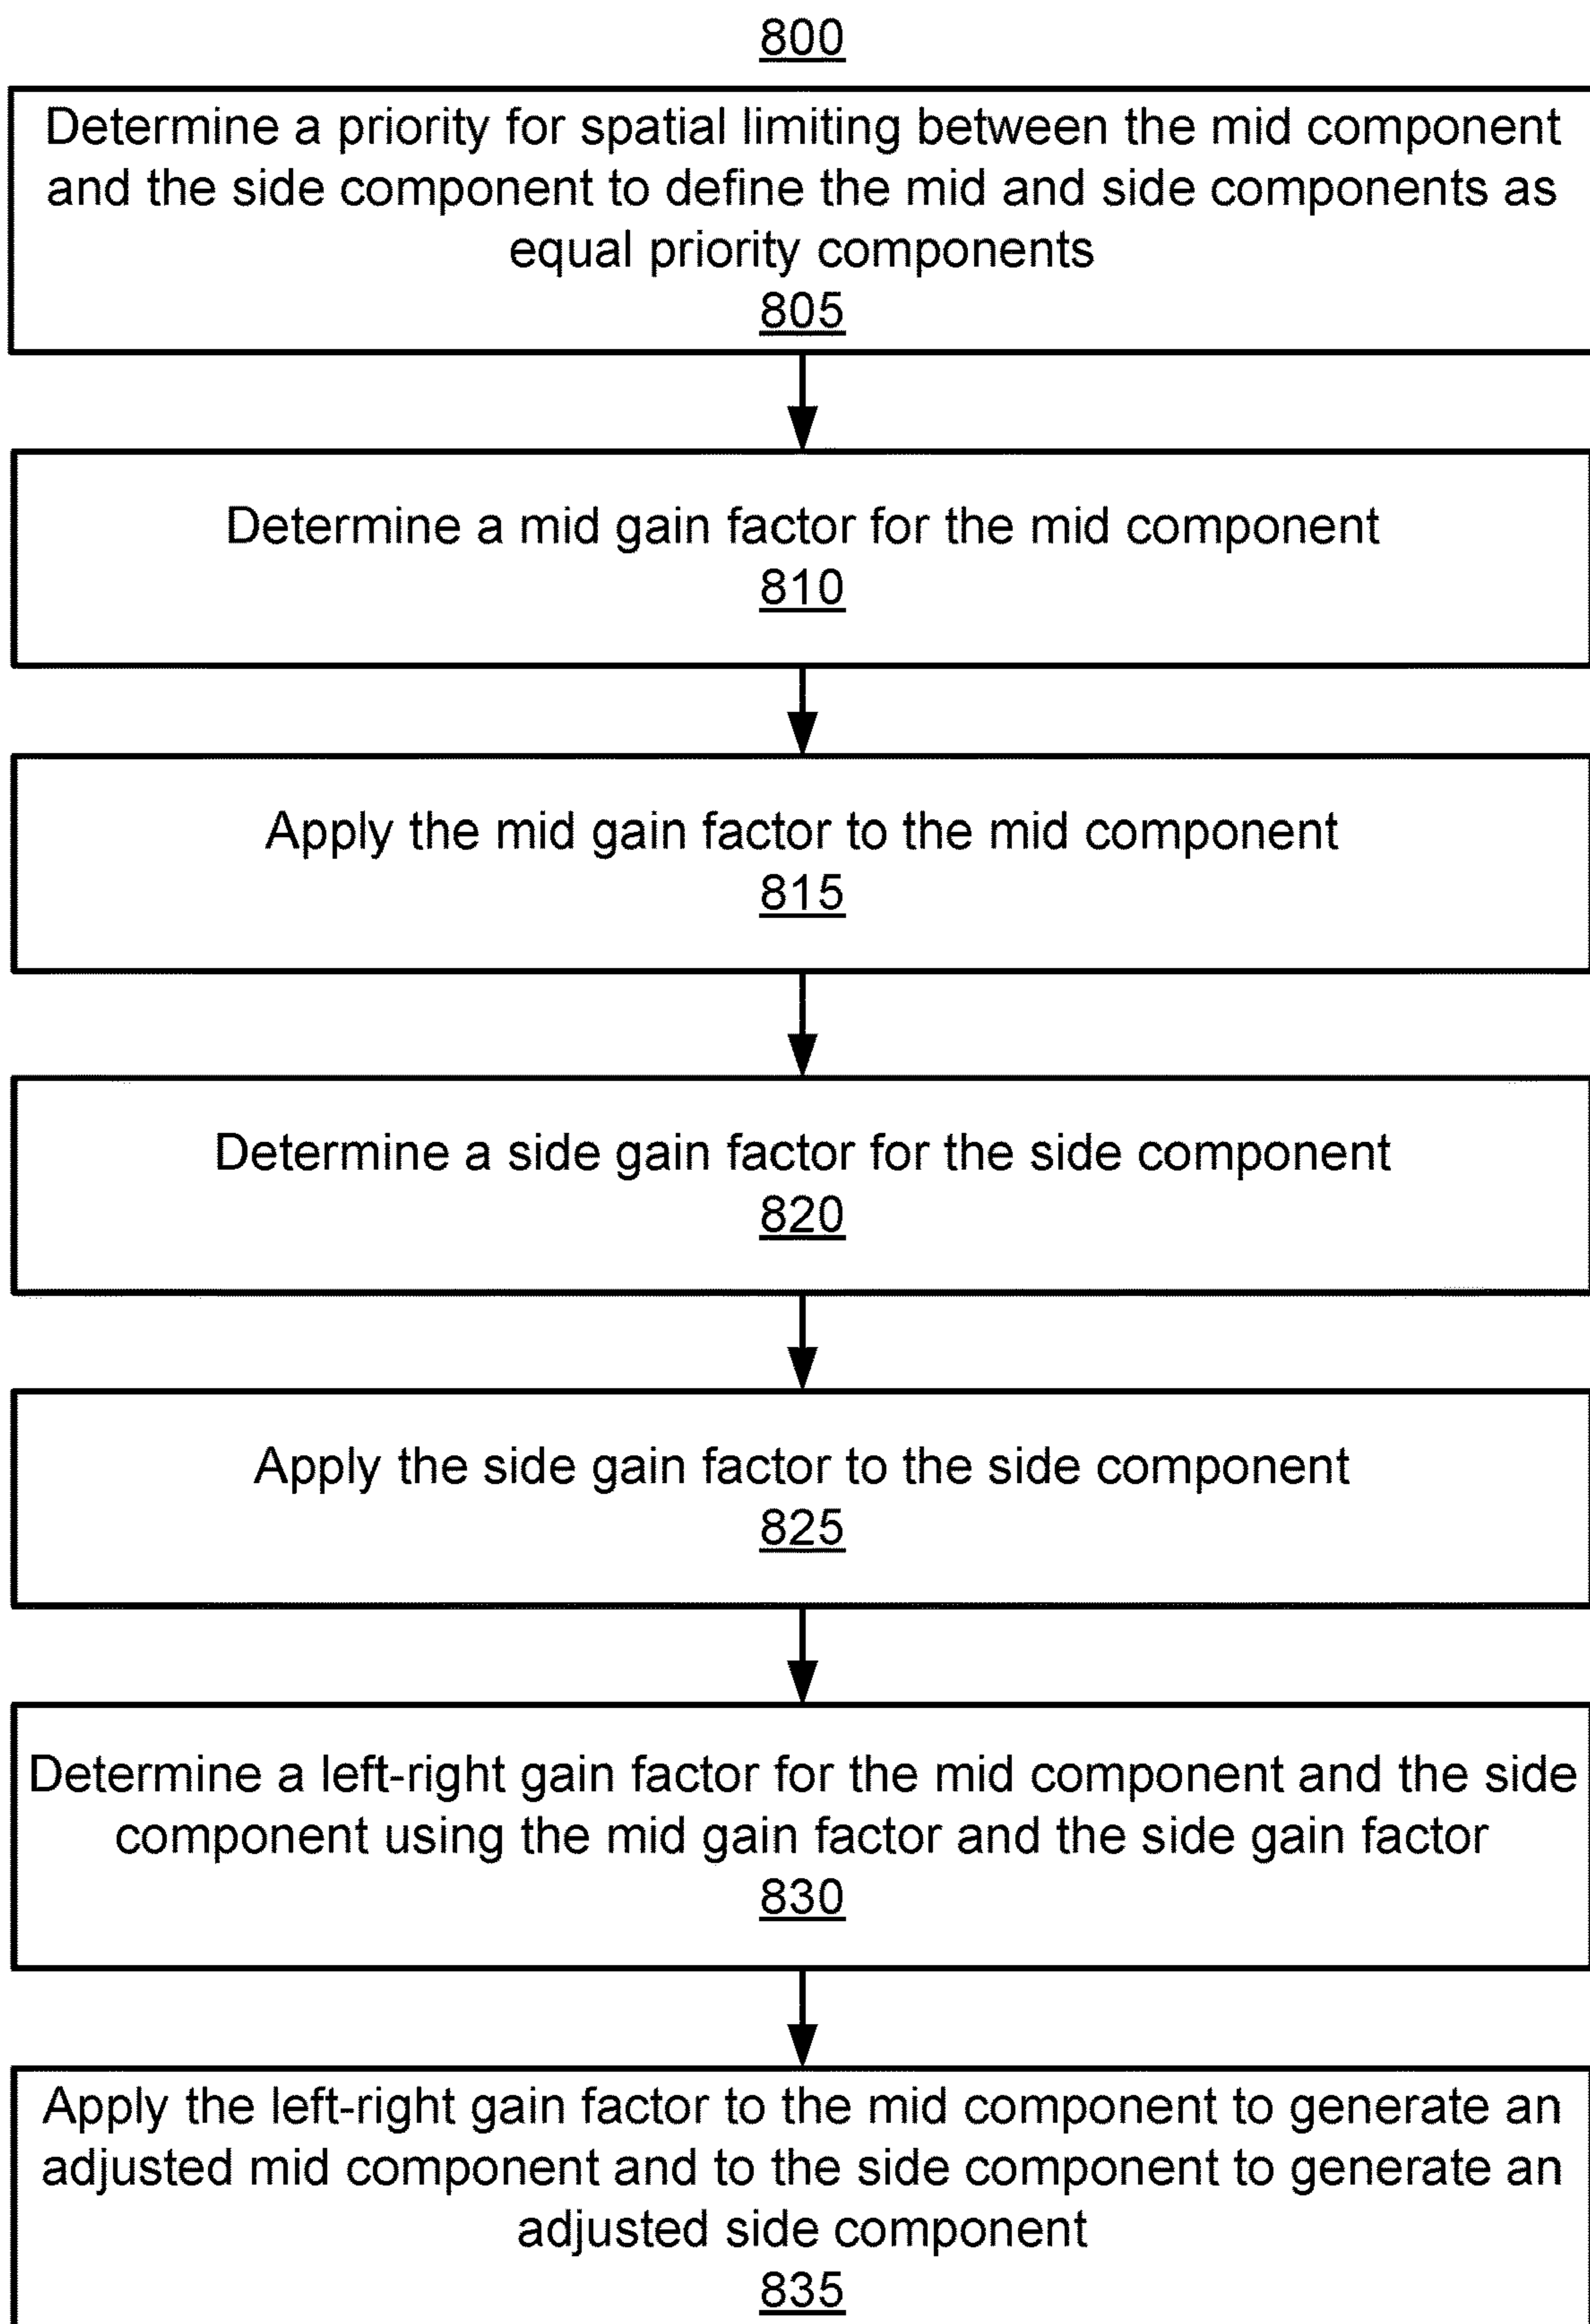 800
Determine a priority for spatial limiting between the mid component
and the side component to define the mid and side components as
equal priority components
805
Determine a mid gain factor for the mid component
810
Apply the mid gain factor to the mid component
815
Determine a side gain factor for the side component
820
Apply the side gain factor to the side component
825
Determine a left-right gain factor for the mid component and the side
component using the mid gain factor and the side gain factor
830
Apply the left-right gain factor to the mid component to generate an
adjusted mid component and to the side component to generate an
adjusted side component
835